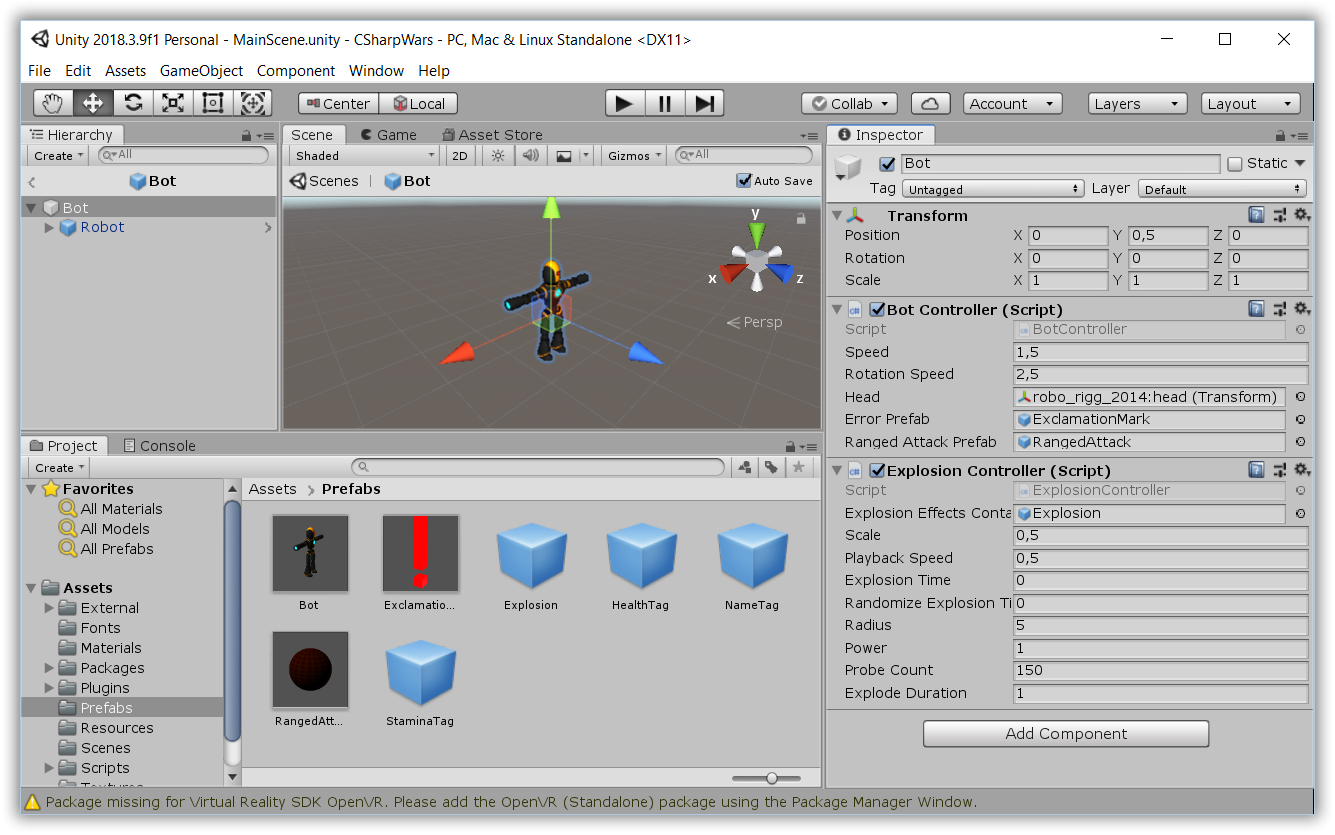 Unity 2018.3.9f1 Personal - MainScene.unity - CSharpWars - PC, Mac & Linux Standalone <DX11>
File Edit Assets GameObject Component Window Help
Center Local Collab Account Layers Layout
Hierarchy
Create All
Bot
Bot
Robot
Scene Game Asset Store
Shaded 2D Gizmos All
Scenes | Bot Auto Save
y
x z
Persp
Inspector
Bot Static
Tag Untagged Layer Default
Transform
Position X 0 Y 0,5 Z 0
Rotation X 0 Y 0 Z 0
Scale X 1 Y 1 Z 1
Bot Controller (Script)
Script BotController
Speed 1,5
Rotation Speed 2,5
Head robo_rigg_2014:head (Transform)
Error Prefab ExclamationMark
Ranged Attack Prefab RangedAttack
Explosion Controller (Script)
Script ExplosionController
Explosion Effects Conta Explosion
Scale 0,5
Playback Speed 0,5
Explosion Time 0
Randomize Explosion Ti 0
Radius 5
Power 1
Probe Count 150
Explode Duration 1
Add Component
Project Console
Create
Favorites
All Materials
All Models
All Prefabs
Assets
External
Fonts
Materials
Packages
Plugins
Prefabs
Resources
Scenes
Scripts
Textures
Assets > Prefabs
Bot Exclamatio... Explosion HealthTag NameTag
RangedAtt... StaminaTag
Package missing for Virtual Reality SDK OpenVR. Please add the OpenVR (Standalone) package using the Package Manager Window.